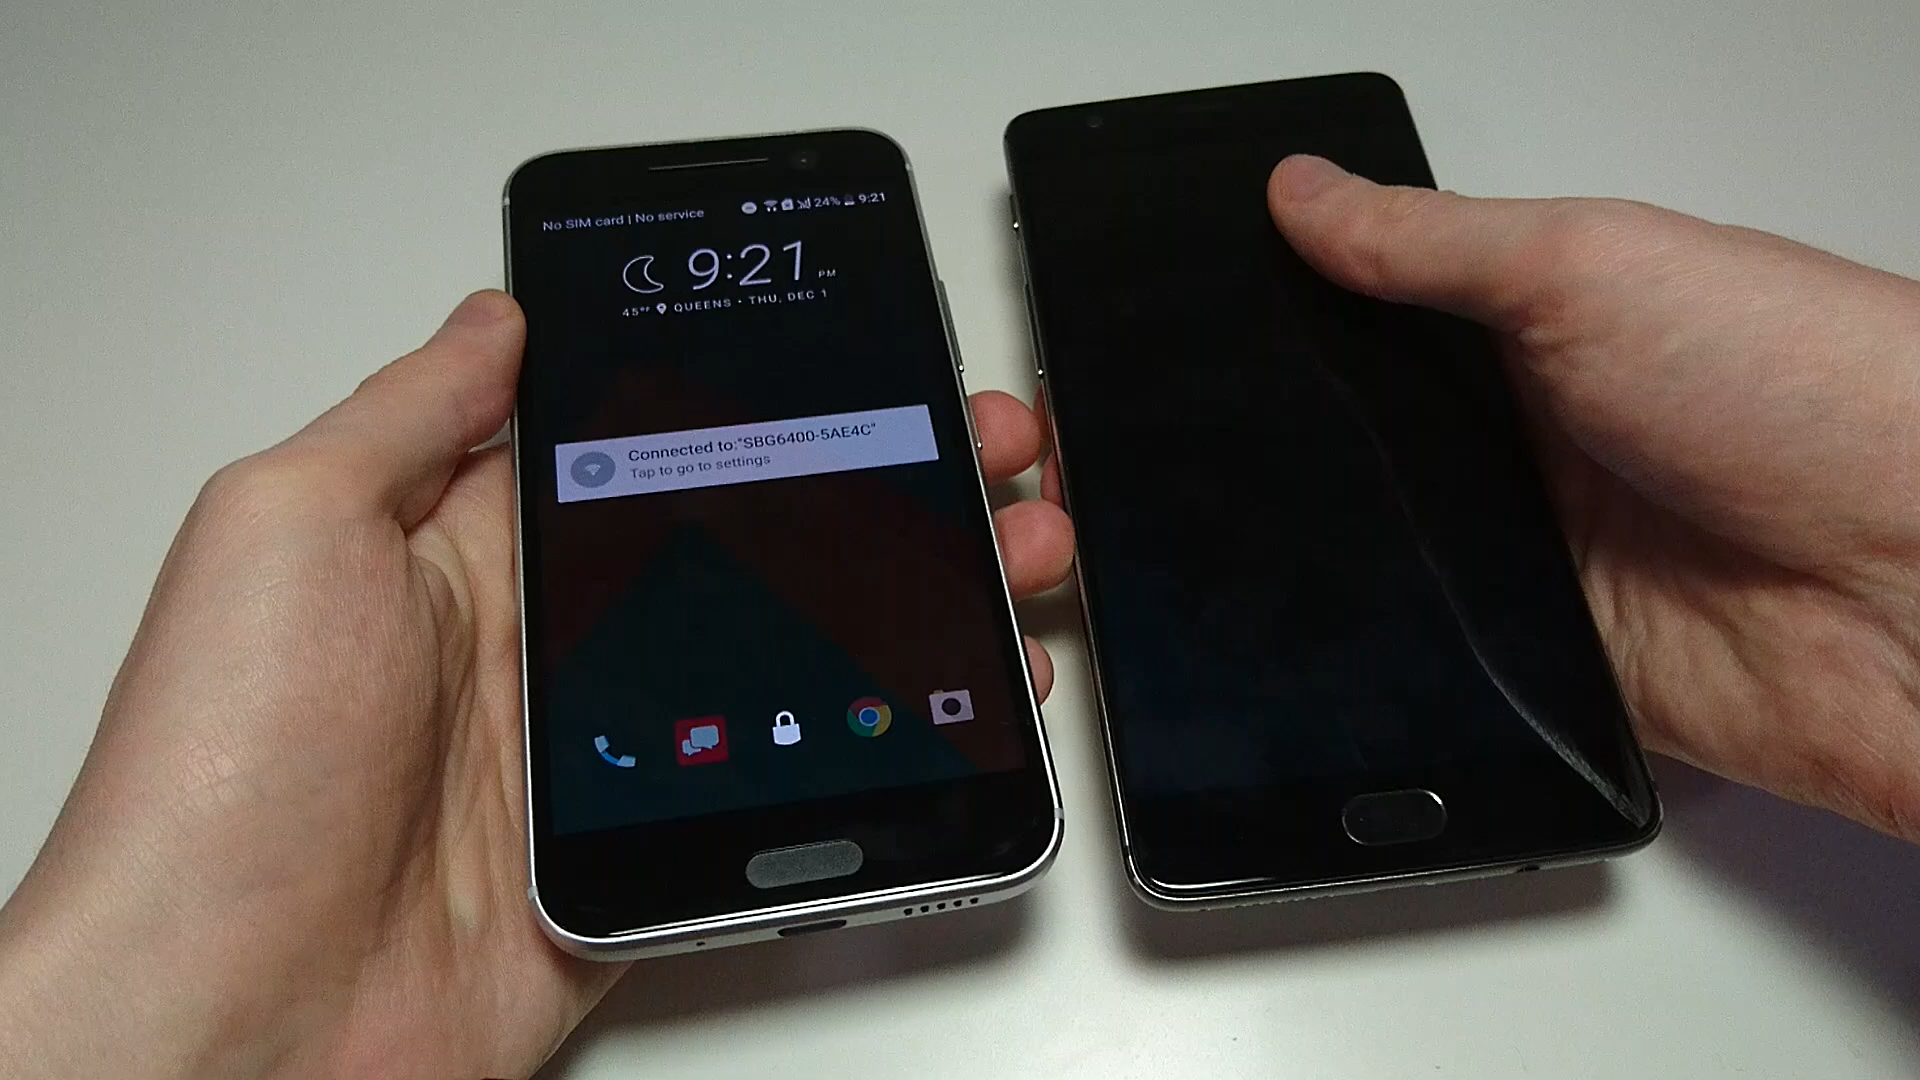 No SIM card | No service 24% 9:21
9:21 PM
45°F QUEENS • THU, DEC 1
Connected to:"SBG6400-5AE4C"
Tap to go to settings